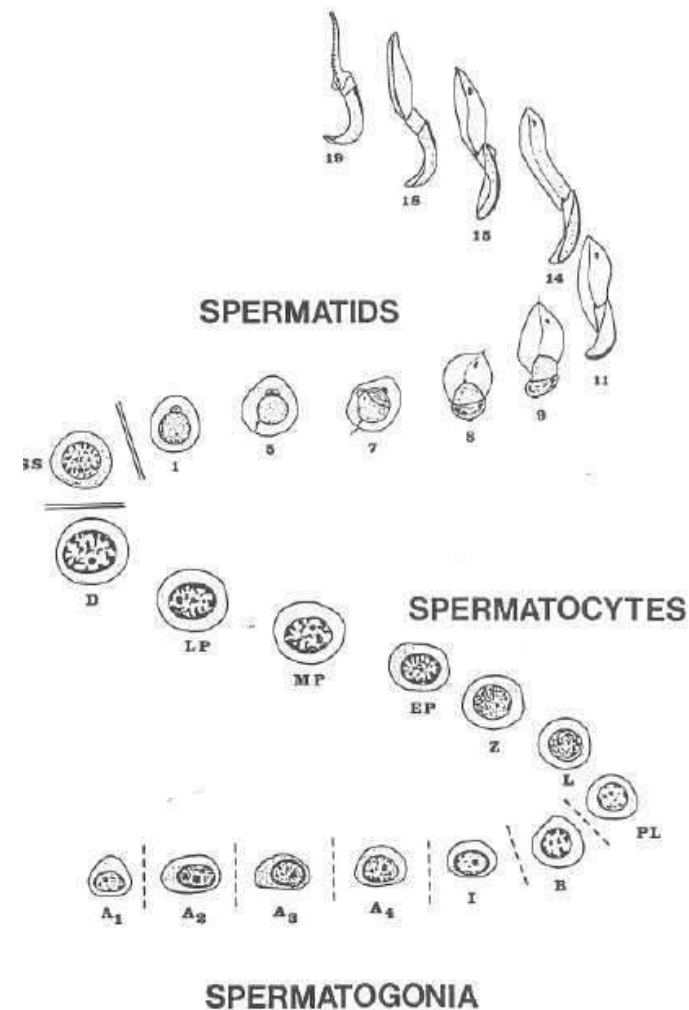 19
18
15
14
SPERMATIDS
11
9
8
7
5
1
SS
D
SPERMATOCYTES
LP
MP
EP
Z
L
PL
B
I
A4
A3
A2
A1
SPERMATOGONIA